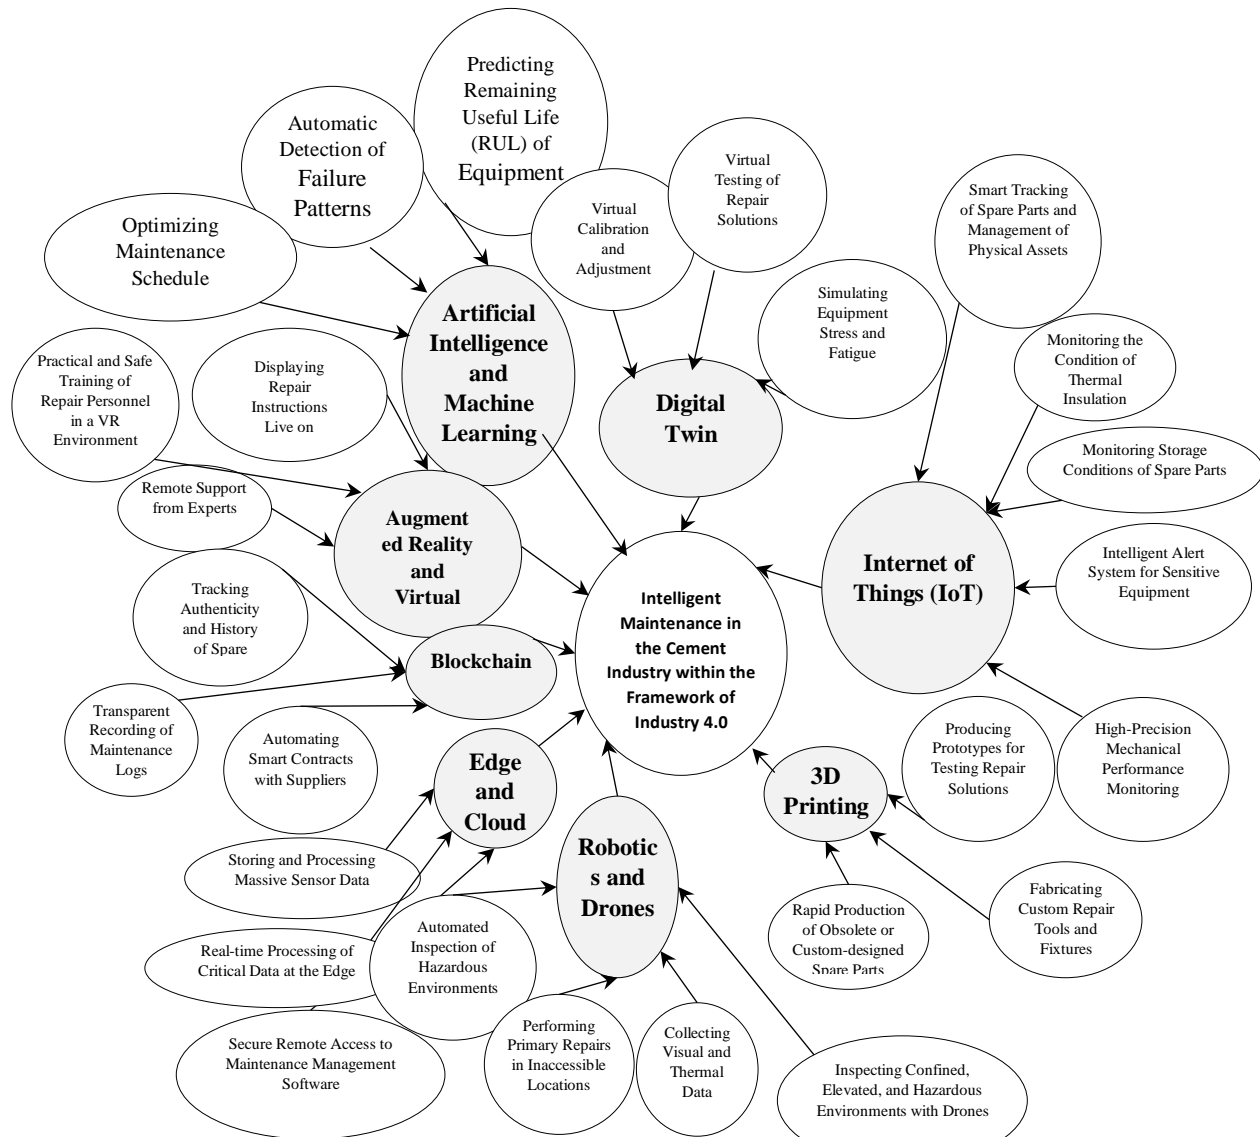 Predicting
Remaining
Useful Life
(RUL) of
Equipment
Automatic
Detection of
Failure
Patterns
Optimizing
Maintenance
Schedule
Virtual
Calibration
and
Adjustment
Virtual
Testing of
Repair
Solutions
Simulating
Equipment
Stress and
Fatigue
Smart Tracking
of Spare Parts and
Management of
Physical Assets
Monitoring the
Condition of
Thermal
Insulation
Monitoring Storage
Conditions of Spare Parts
Intelligent Alert
System for Sensitive
Equipment
High-Precision
Mechanical
Performance
Monitoring
Artificial
Intelligence
and
Machine
Learning
Digital
Twin
Internet of
Things (IoT)
Practical and Safe
Training of
Repair Personnel
in a VR
Environment
Displaying
Repair
Instructions
Live on
Remote Support
from Experts
Augment
ed Reality
and
Virtual
Tracking
Authenticity
and History
of Spare
Blockchain
Transparent
Recording of
Maintenance
Logs
Automating
Smart Contracts
with Suppliers
Intelligent
Maintenance in
the Cement
Industry within the
Framework of
Industry 4.0
Edge
and
Cloud
Storing and Processing
Massive Sensor Data
Real-time Processing of
Critical Data at the Edge
Secure Remote Access to
Maintenance Management
Software
Robotic
s and
Drones
Automated
Inspection of
Hazardous
Environments
Performing
Primary Repairs
in Inaccessible
Locations
Collecting
Visual and
Thermal
Data
Inspecting Confined,
Elevated, and Hazardous
Environments with Drones
3D
Printing
Producing
Prototypes for
Testing Repair
Solutions
Rapid Production
of Obsolete or
Custom-designed
Spare Parts
Fabricating
Custom Repair
Tools and
Fixtures